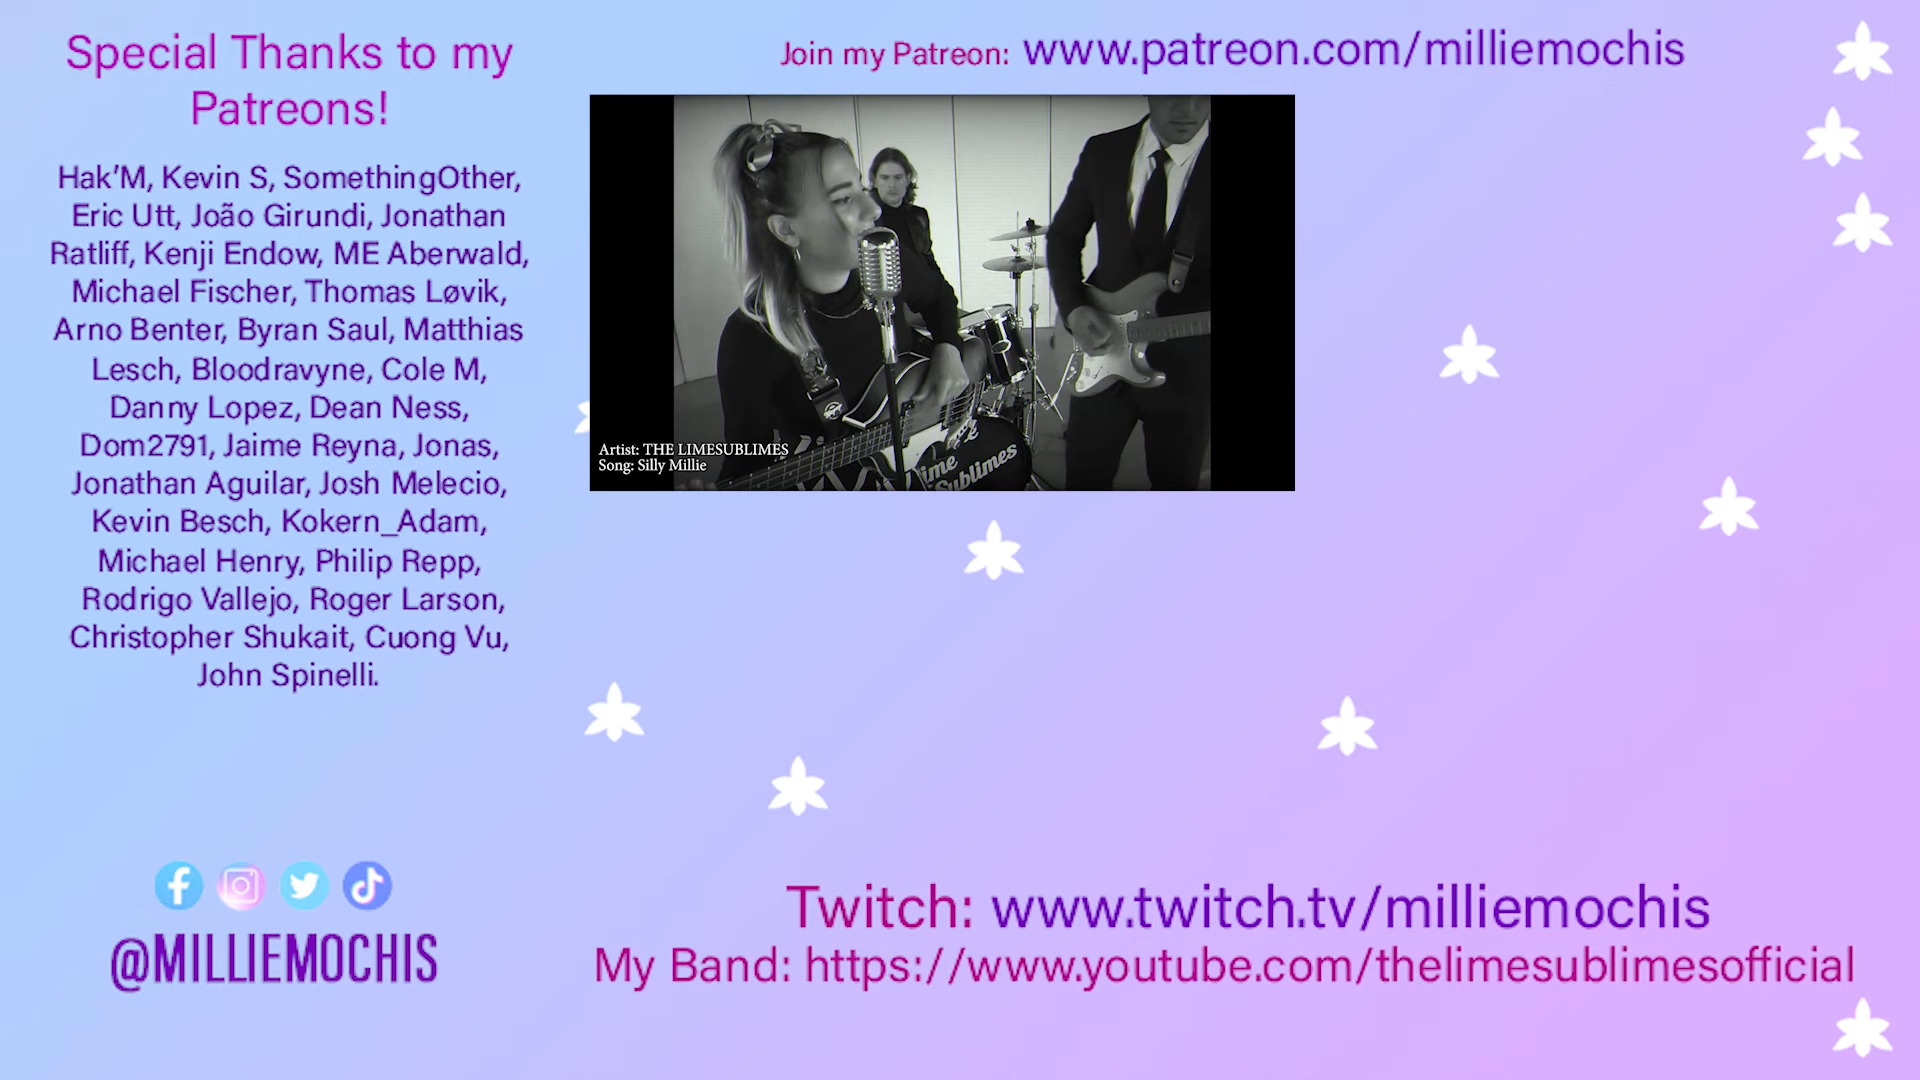 Special Thanks to my
Patreons!
Hak'M, Kevin S, SomethingOther,
Eric Utt, João Girundi, Jonathan
Ratliff, Kenji Endow, ME Aberwald,
Michael Fischer, Thomas Løvik,
Arno Benter, Byran Saul, Matthias
Lesch, Bloodravyne, Cole M,
Danny Lopez, Dean Ness,
Dom2791, Jaime Reyna, Jonas,
Jonathan Aguilar, Josh Melecio,
Kevin Besch, Kokern_Adam,
Michael Henry, Philip Repp,
Rodrigo Vallejo, Roger Larson,
Christopher Shukait, Cuong Vu,
John Spinelli.
@MILLIEMOCHIS
Join my Patreon: www.patreon.com/milliemochis
Artist: THE LIMESUBLIMES
Song: Silly Millie
Sublimes
Twitch: www.twitch.tv/milliemochis
My Band: https://www.youtube.com/thelimesublimesofficial